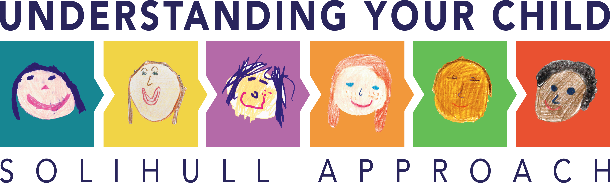 UNDERSTANDING YOUR CHILD
SOLIHULL APPROACH